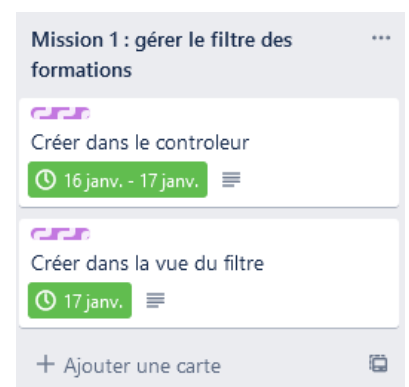 Mission 1 : gérer le filtre des
formations
Créer dans le controleur
16 janv. - 17 janv.
Créer dans la vue du filtre
17 janv.
+ Ajouter une carte